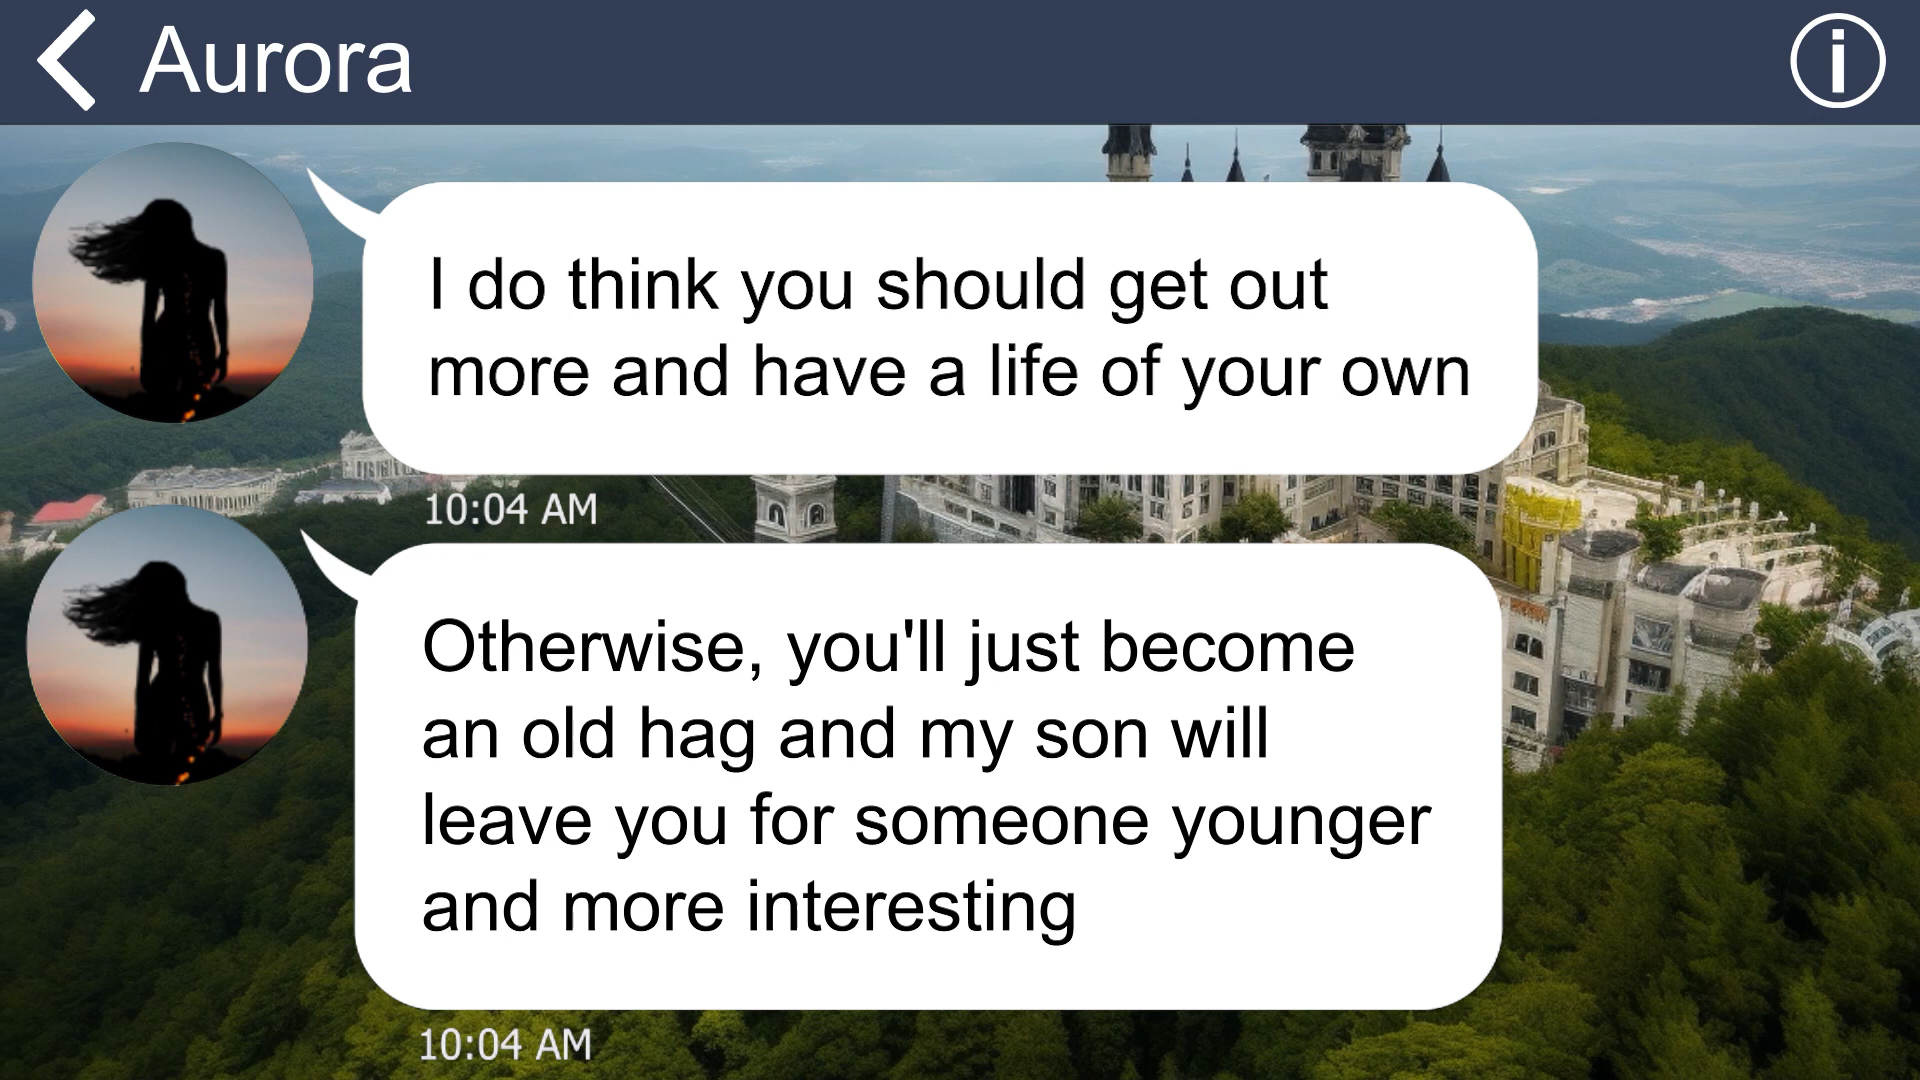 Aurora
I do think you should get out
more and have a life of your own
10:04 AM
Otherwise, you'll just become
an old hag and my son will
leave you for someone younger
and more interesting
10:04 AM